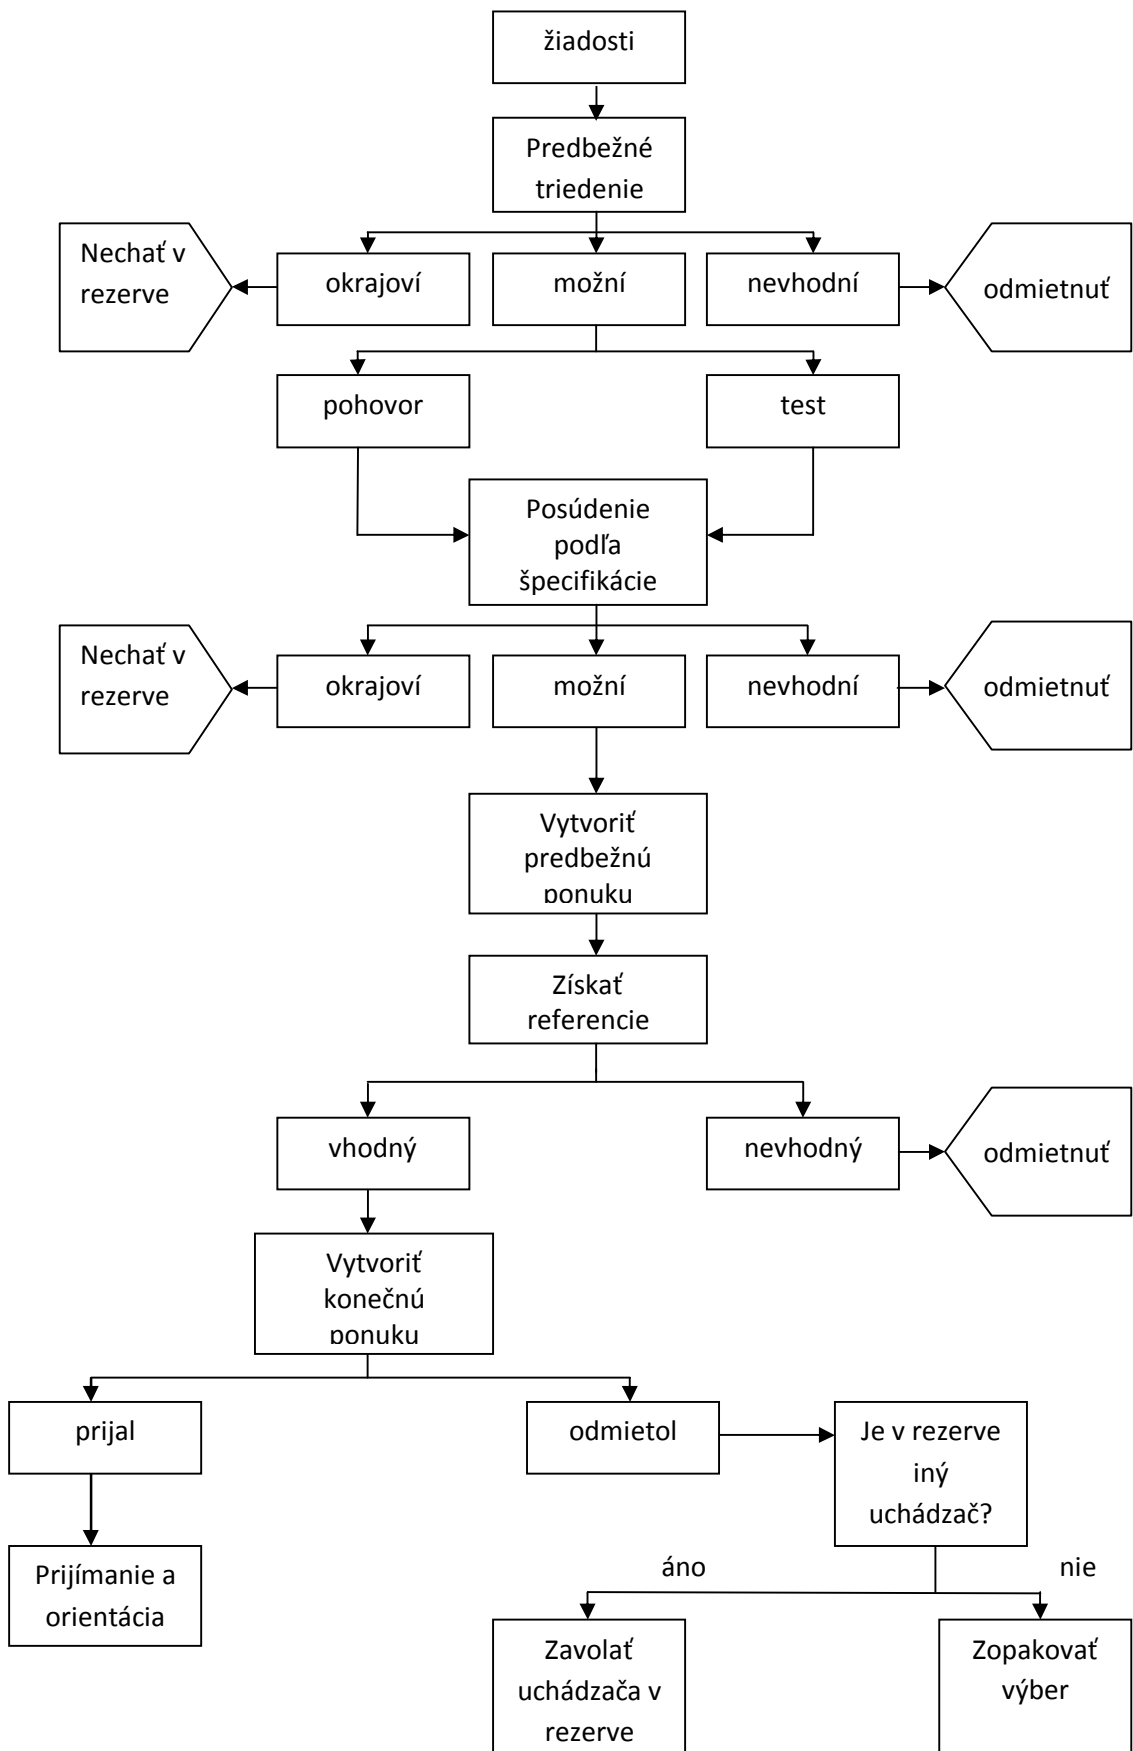 žiadosti
Predbežné
triedenie
Nechať v
rezerve
okrajoví
možní
nevhodní
odmietnuť
pohovor
test
Posúdenie
podľa
špecifikácie
Nechať v
rezerve
okrajoví
možní
nevhodní
odmietnuť
Vytvoriť
predbežnú
ponuku
Získať
referencie
vhodný
nevhodný
odmietnuť
Vytvoriť
konečnú
ponuku
prijal
odmietol
Je v rezerve
iný
uchádzač?
Prijímanie a
orientácia
áno
nie
Zavolať
uchádzača v
rezerve
Zopakovať
výber